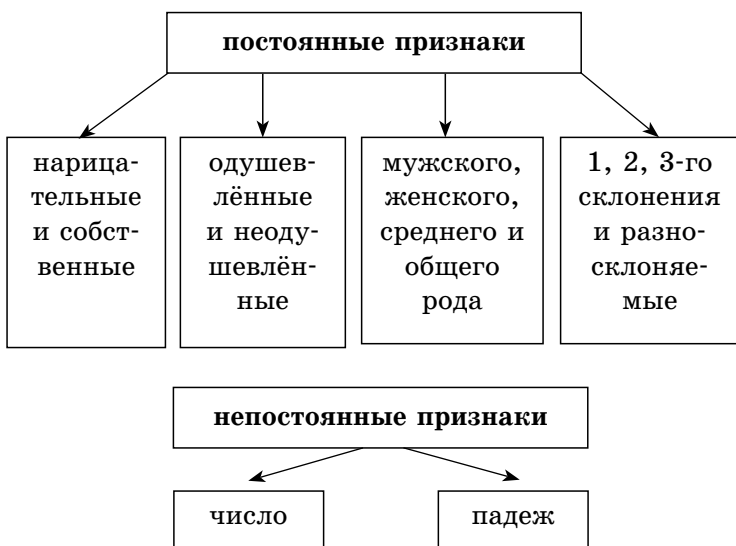 постоянные признаки
нарица-
тельные
и собст-
венные
одушев-
лённые
и неоду-
шевлён-
ные
мужского,
женского,
среднего и
общего
рода
1, 2, 3-го
склонения
и разно-
склоняе-
мые
непостоянные признаки
число
падеж